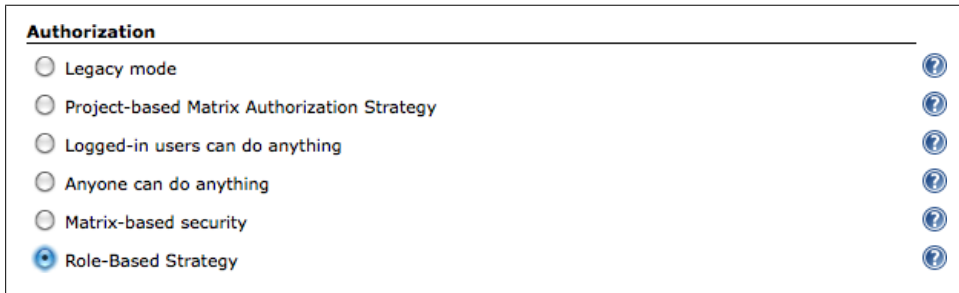 Authorization
Legacy mode
Project-based Matrix Authorization Strategy
Logged-in users can do anything
Anyone can do anything
Matrix-based security
Role-Based Strategy